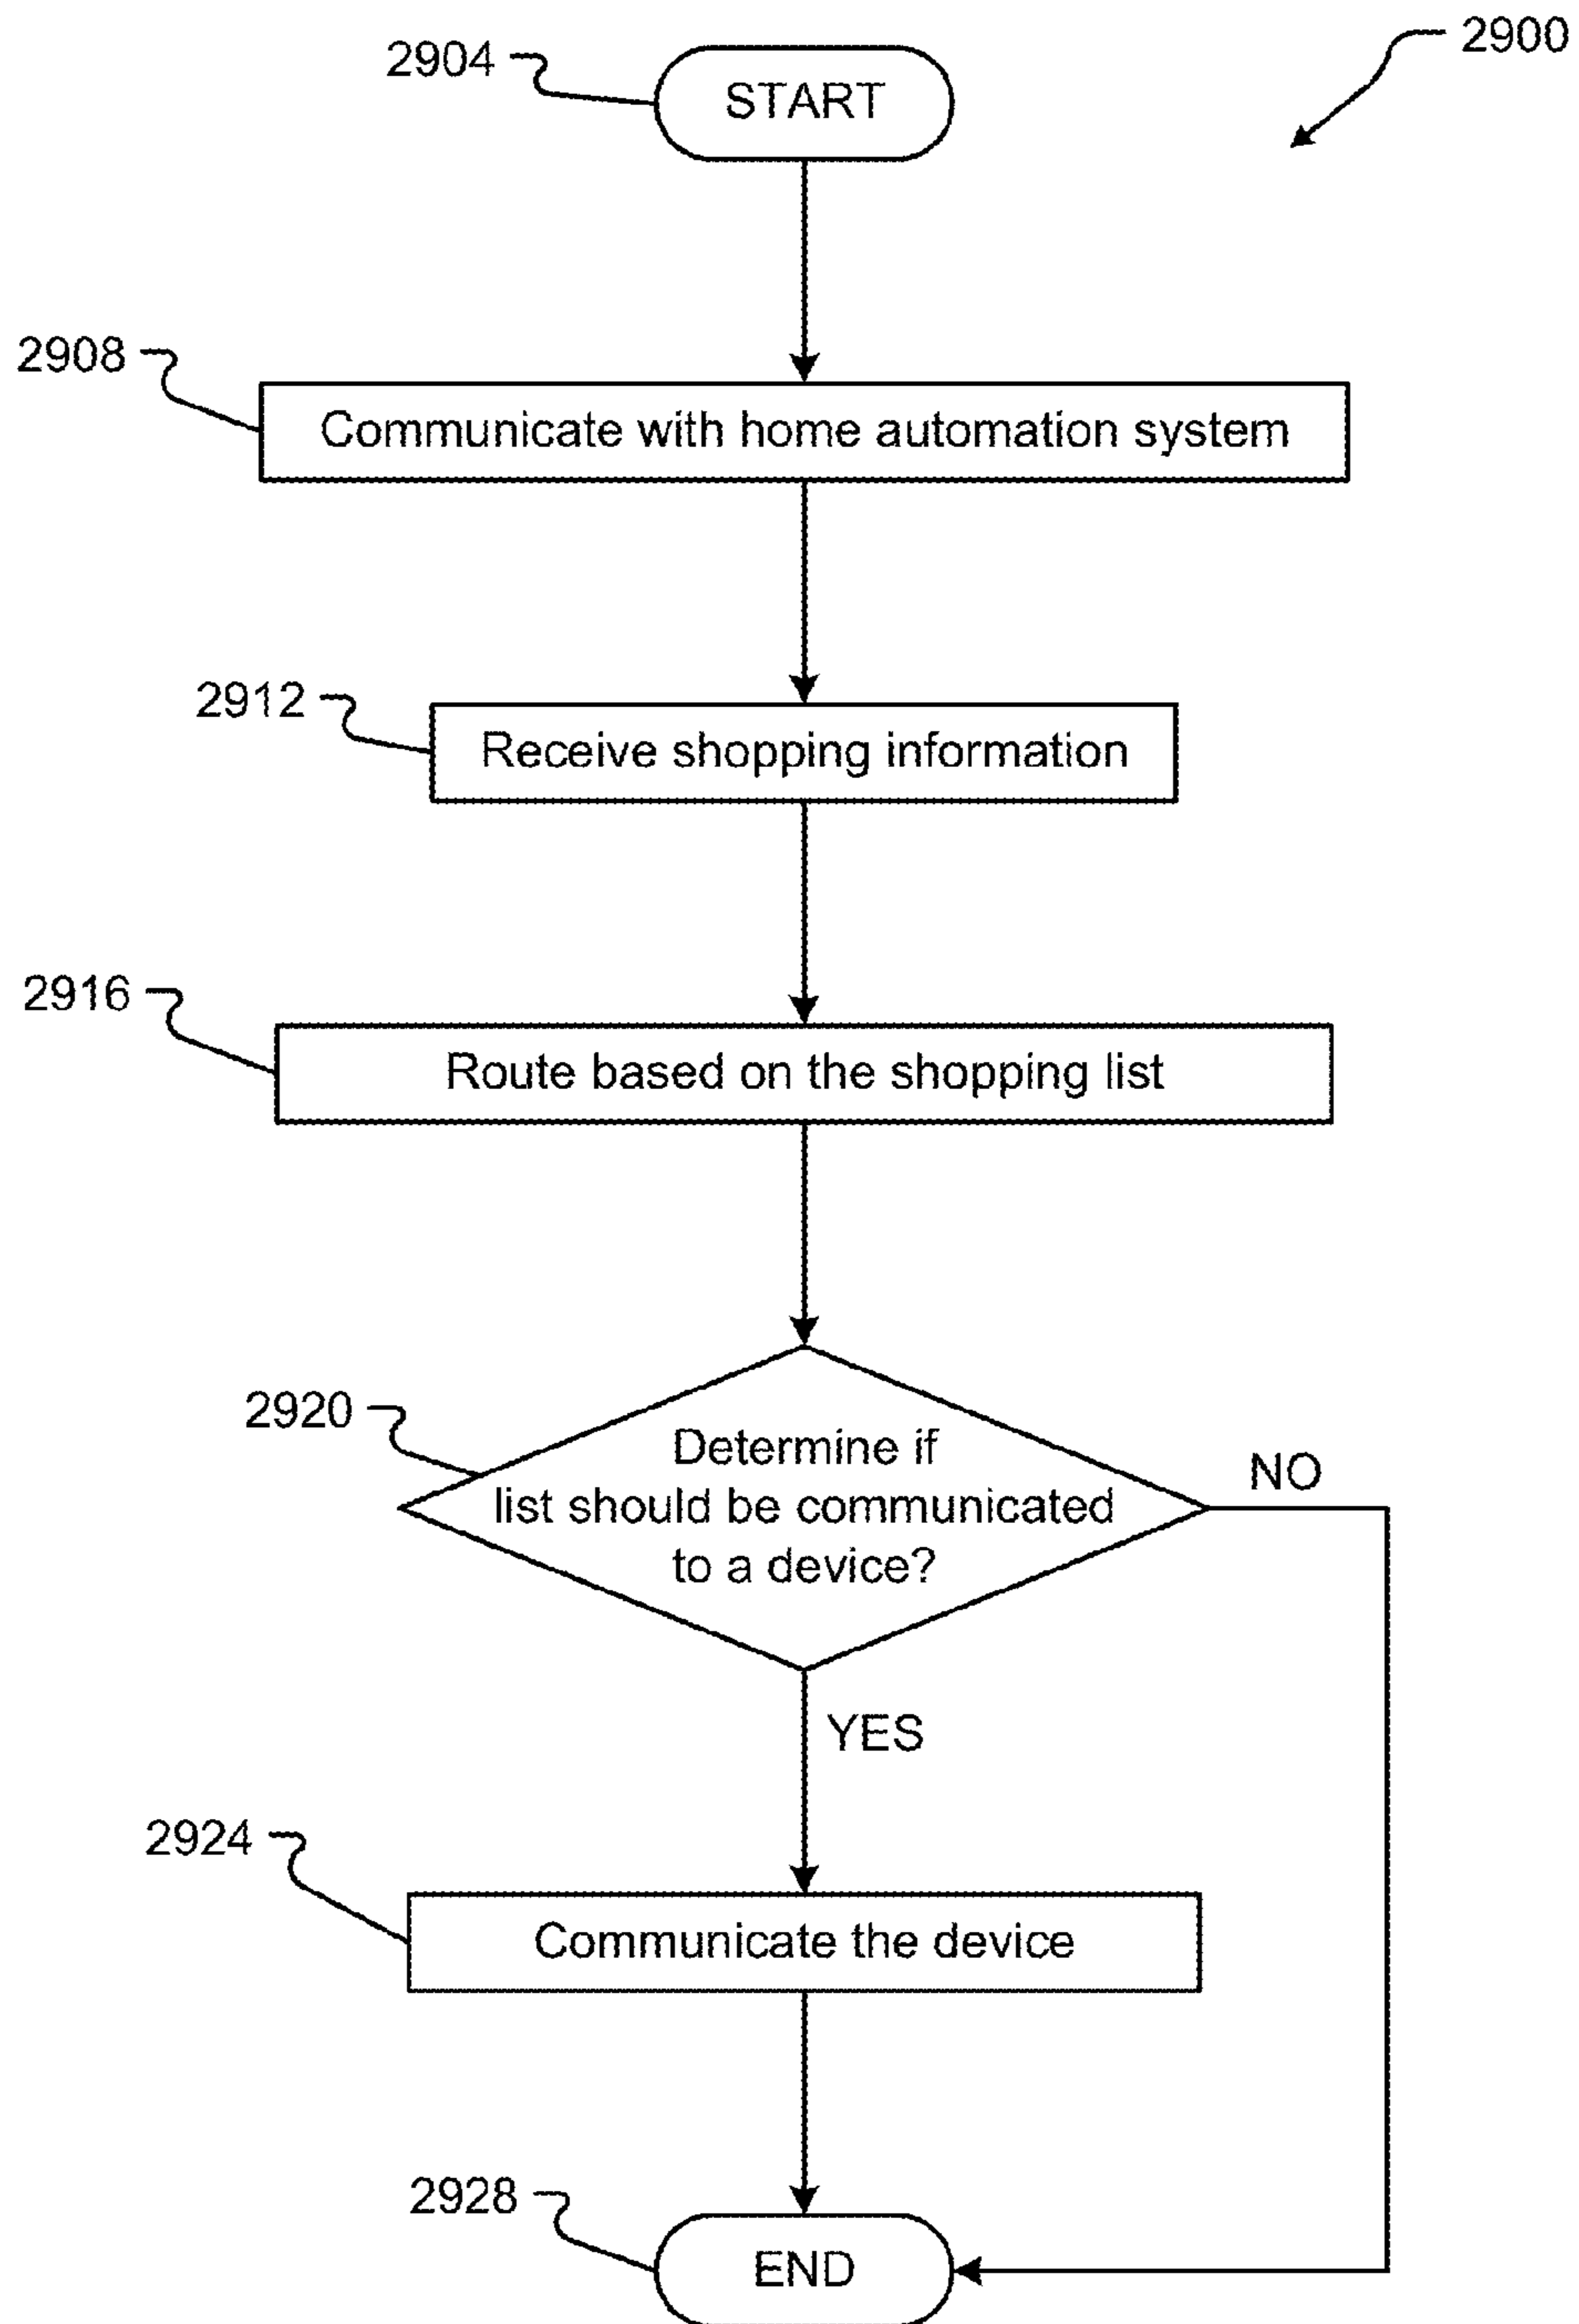 2900
2904
START
2908
Communicate with home automation system
2912
Receive shopping information
2916
Route based on the shopping list
2920
Determine if
list should be communicated
to a device?
NO
YES
2924
Communicate the device
2928
END